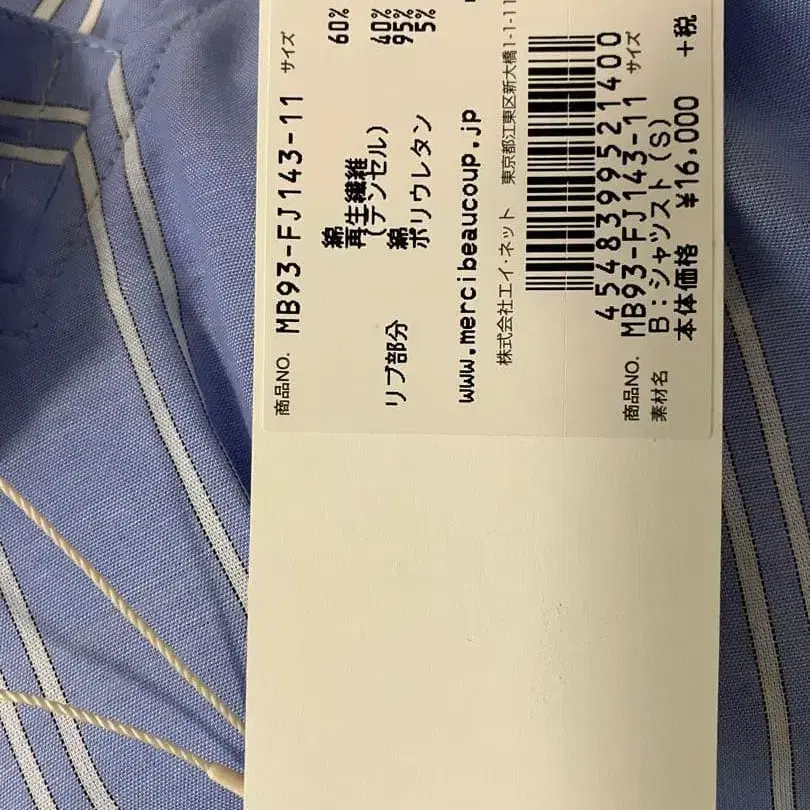 商品NO. MB93-FJ143-11 サイズ
綿 60%
再生繊維
(テンセル) 40%
リブ部分 綿 95%
ポリウレタン 5%
www.mercibeaucoup.jp
株式会社エイ・ネット 東京都江東区新大橋1-1-11
4548399521400
商品NO. MB93-FJ143-11 サイズ
素材名 B:シャツスト(S)
本体価格 ¥16,000 +税